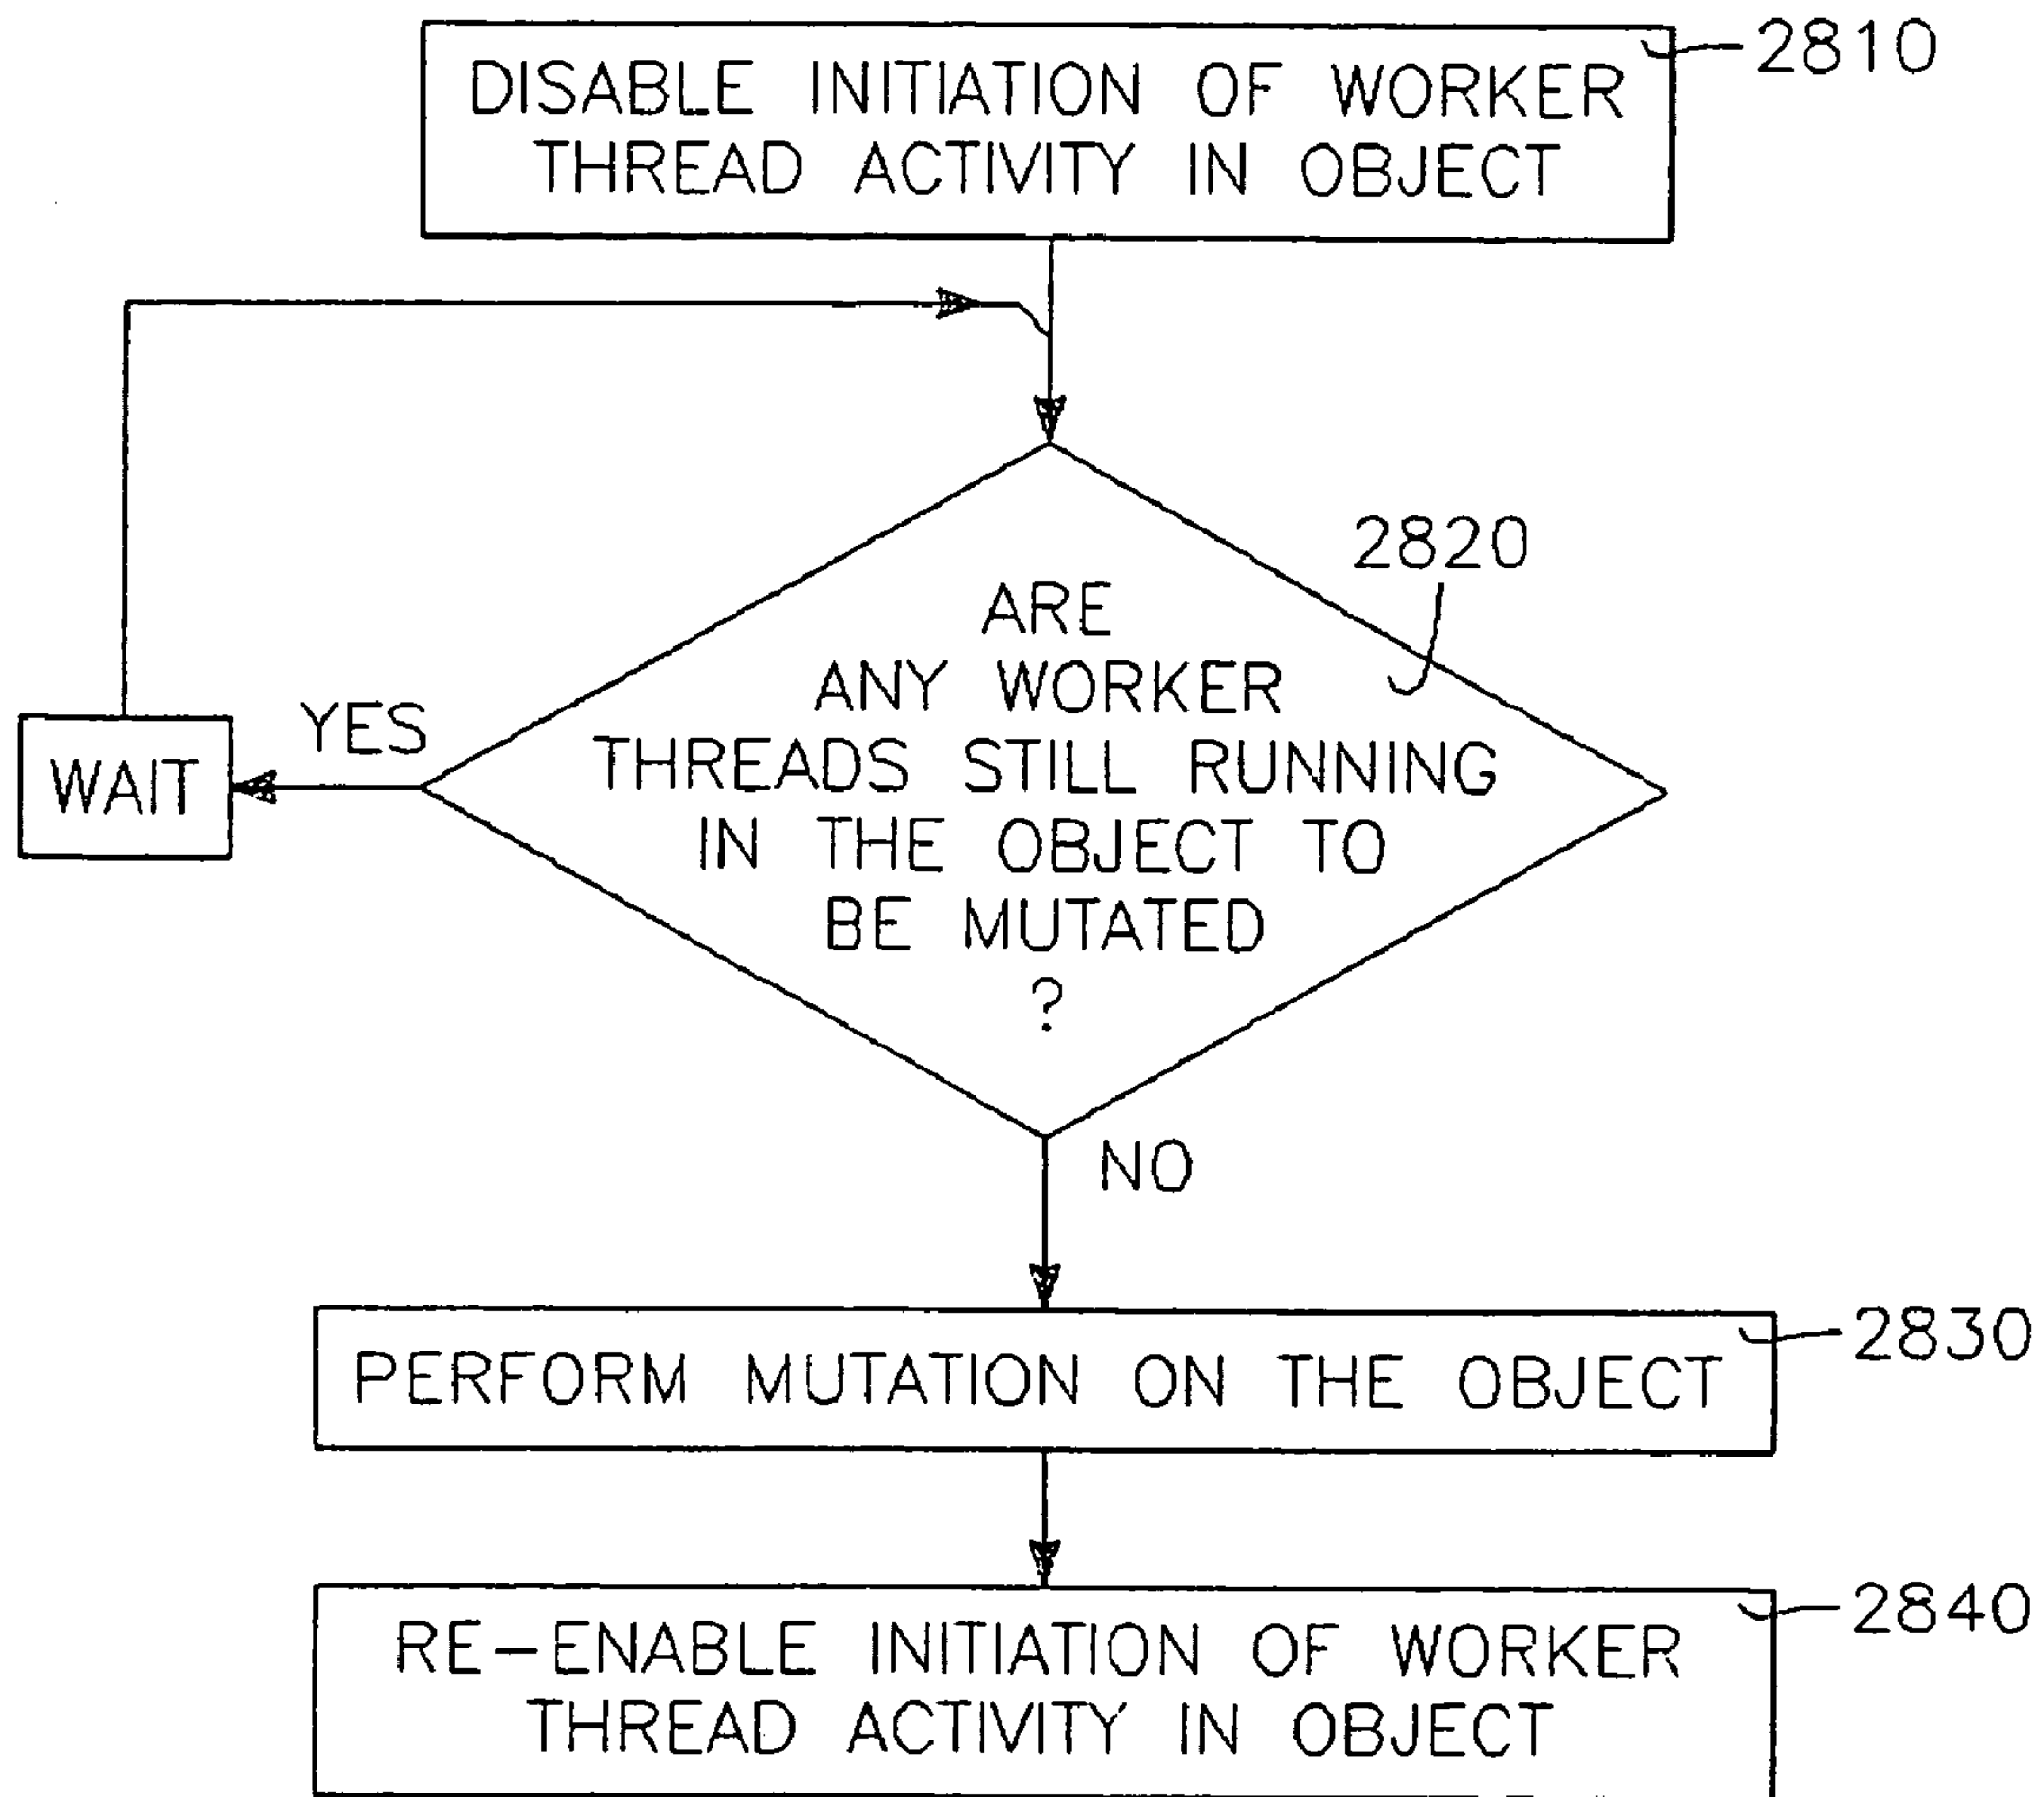 DISABLE INITIATION OF WORKER
THREAD ACTIVITY IN OBJECT
2810
2820
ARE
ANY WORKER
THREADS STILL RUNNING
IN THE OBJECT TO
BE MUTATED
?
YES
WAIT
NO
PERFORM MUTATION ON THE OBJECT
2830
RE-ENABLE INITIATION OF WORKER
THREAD ACTIVITY IN OBJECT
2840